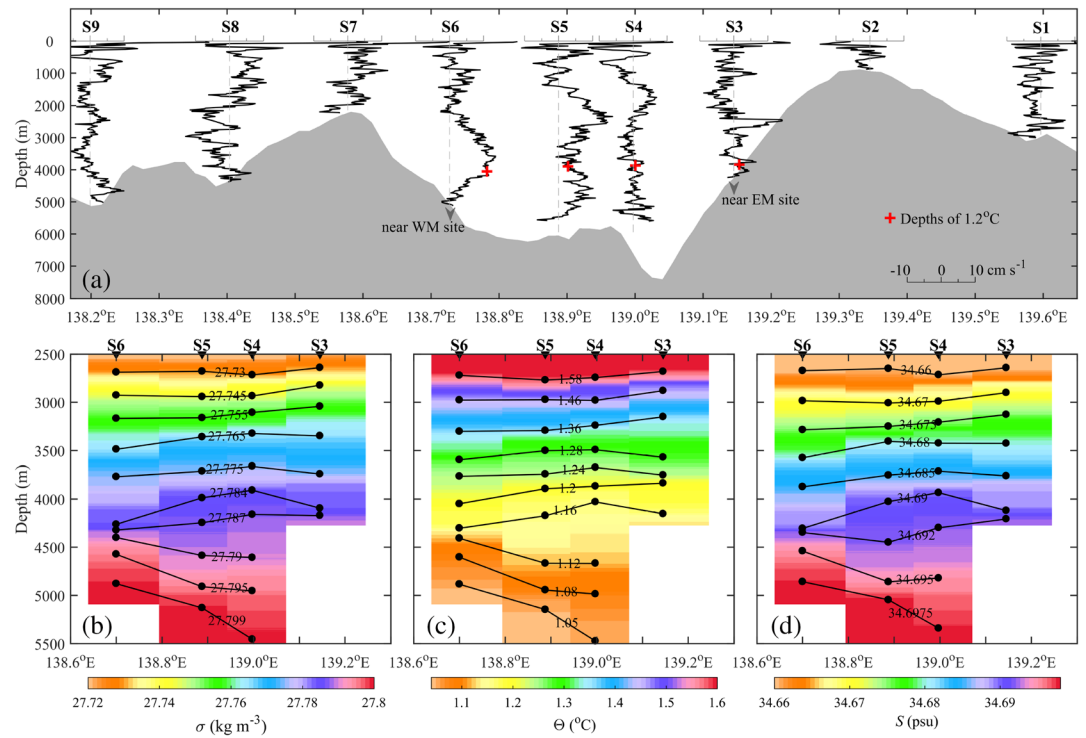 (a)
S9 S8 S7 S6 S5 S4 S3 S2 S1
Depth (m)
0
1000
2000
3000
4000
5000
6000
7000
8000
near WM site
near EM site
+ Depths of 1.2°C
-10 0 10 cm s⁻¹
138.2°E 138.3°E 138.4°E 138.5°E 138.6°E 138.7°E 138.8°E 138.9°E 139.0°E 139.1°E 139.2°E 139.3°E 139.4°E 139.5°E 139.6°E
S6 S5 S4 S3
Depth (m)
2500
3000
3500
4000
4500
5000
5500
27.73
27.745
27.755
27.765
27.775
27.784
27.787
27.79
27.795
27.799
(b)
138.6°E 138.8°E 139.0°E 139.2°E
27.72 27.74 27.76 27.78 27.8
σ (kg m⁻³)
S6 S5 S4 S3
1.58
1.46
1.36
1.28
1.24
1.2
1.16
1.12
1.08
1.05
(c)
138.6°E 138.8°E 139.0°E 139.2°E
1.1 1.2 1.3 1.4 1.5 1.6
Θ (°C)
S6 S5 S4 S3
34.66
34.67
34.675
34.68
34.685
34.69
34.692
34.695
34.6975
(d)
138.6°E 138.8°E 139.0°E 139.2°E
34.66 34.67 34.68 34.69
S (psu)